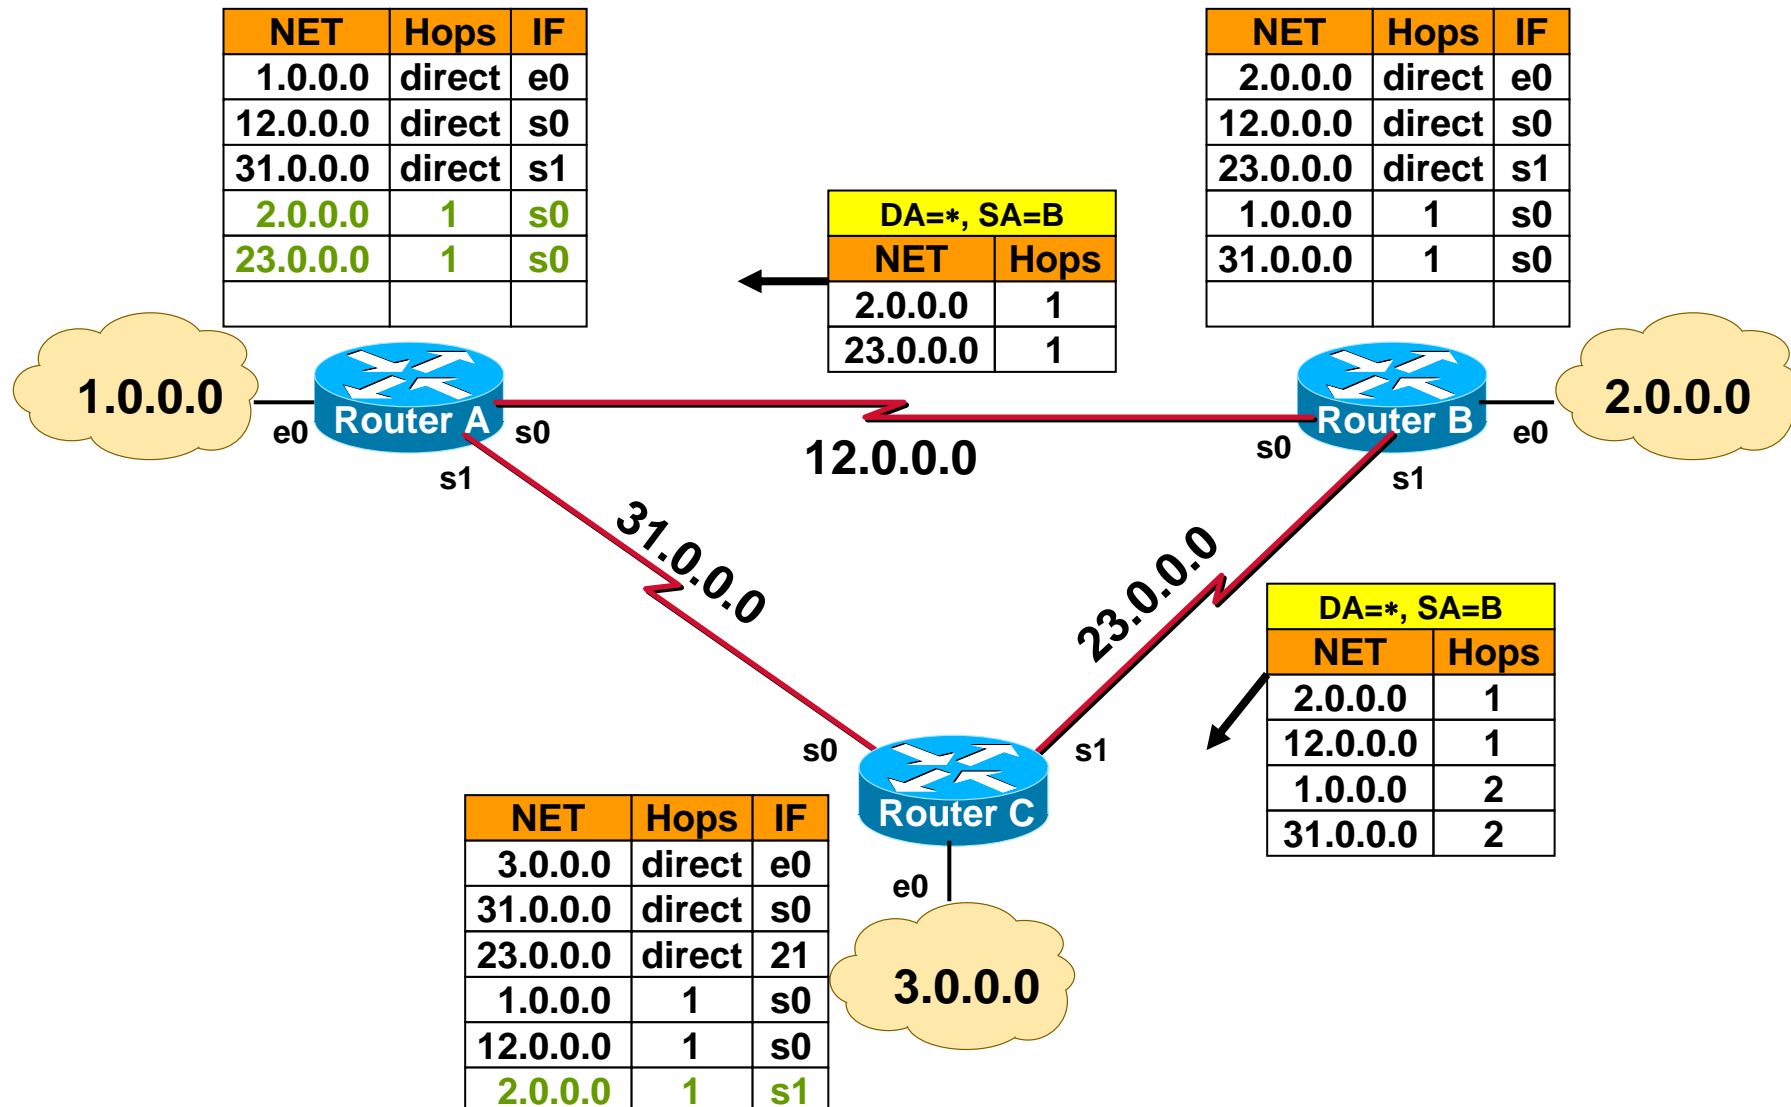 NET Hops IF
1.0.0.0 direct e0
12.0.0.0 direct s0
31.0.0.0 direct s1
2.0.0.0 1 s0
23.0.0.0 1 s0
NET Hops IF
2.0.0.0 direct e0
12.0.0.0 direct s0
23.0.0.0 direct s1
1.0.0.0 1 s0
31.0.0.0 1 s0
DA=*, SA=B
NET Hops
2.0.0.0 1
23.0.0.0 1
1.0.0.0
e0
Router A
s0
s1
12.0.0.0
s0
Router B
e0
s1
2.0.0.0
31.0.0.0
23.0.0.0
DA=*, SA=B
NET Hops
2.0.0.0 1
12.0.0.0 1
1.0.0.0 2
31.0.0.0 2
s0
s1
Router C
e0
3.0.0.0
NET Hops IF
3.0.0.0 direct e0
31.0.0.0 direct s0
23.0.0.0 direct 21
1.0.0.0 1 s0
12.0.0.0 1 s0
2.0.0.0 1 s1